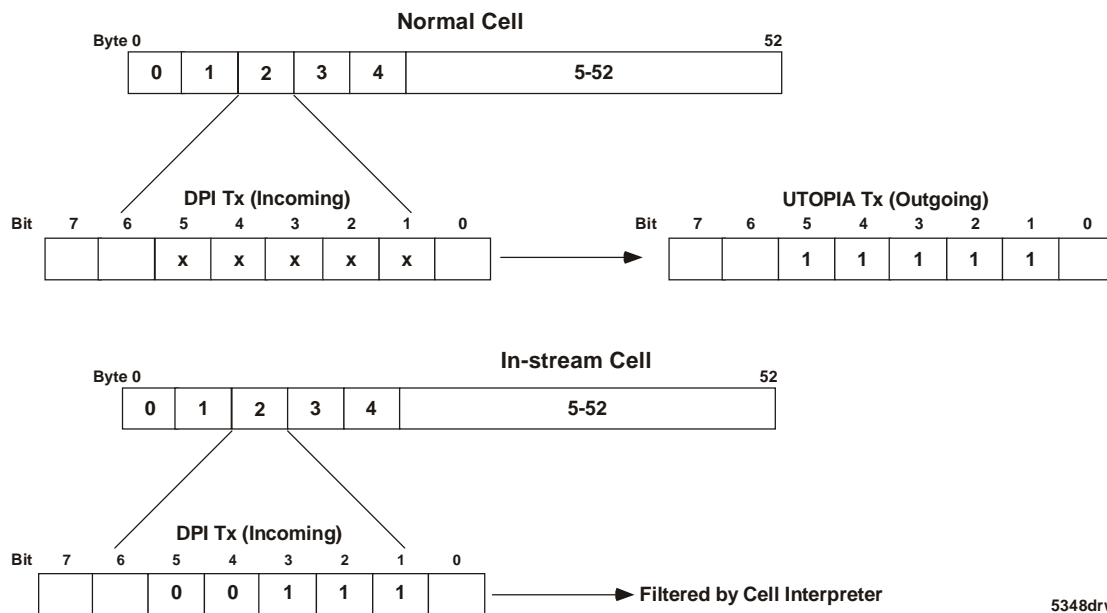 Normal Cell
Byte 0 52
0 1 2 3 4 5-52
DPI Tx (Incoming) UTOPIA Tx (Outgoing)
Bit 7 6 5 4 3 2 1 0 Bit 7 6 5 4 3 2 1 0
x x x x x 1 1 1 1 1
In-stream Cell
Byte 0 52
0 1 2 3 4 5-52
DPI Tx (Incoming)
Bit 7 6 5 4 3 2 1 0
0 0 1 1 1 Filtered by Cell Interpreter